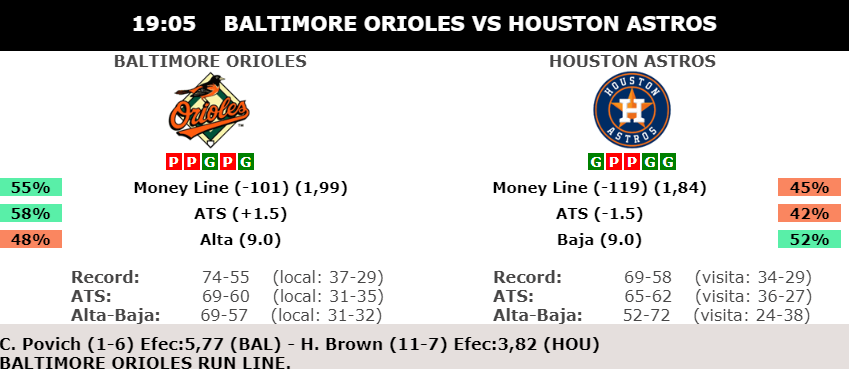 19:05 BALTIMORE ORIOLES VS HOUSTON ASTROS
BALTIMORE ORIOLES HOUSTON ASTROS
Orioles HOUSTON H ASTROS
P P G P G G P P G G
55% Money Line (-101) (1,99) Money Line (-119) (1,84) 45%
58% ATS (+1.5) ATS (-1.5) 42%
48% Alta (9.0) Baja (9.0) 52%
Record: 74-55 (local: 37-29) Record: 69-58 (visita: 34-29)
ATS: 69-60 (local: 31-35) ATS: 65-62 (visita: 36-27)
Alta-Baja: 69-57 (local: 31-32) Alta-Baja: 52-72 (visita: 24-38)
C. Povich (1-6) Efec:5,77 (BAL) - H. Brown (11-7) Efec:3,82 (HOU)
BALTIMORE ORIOLES RUN LINE.